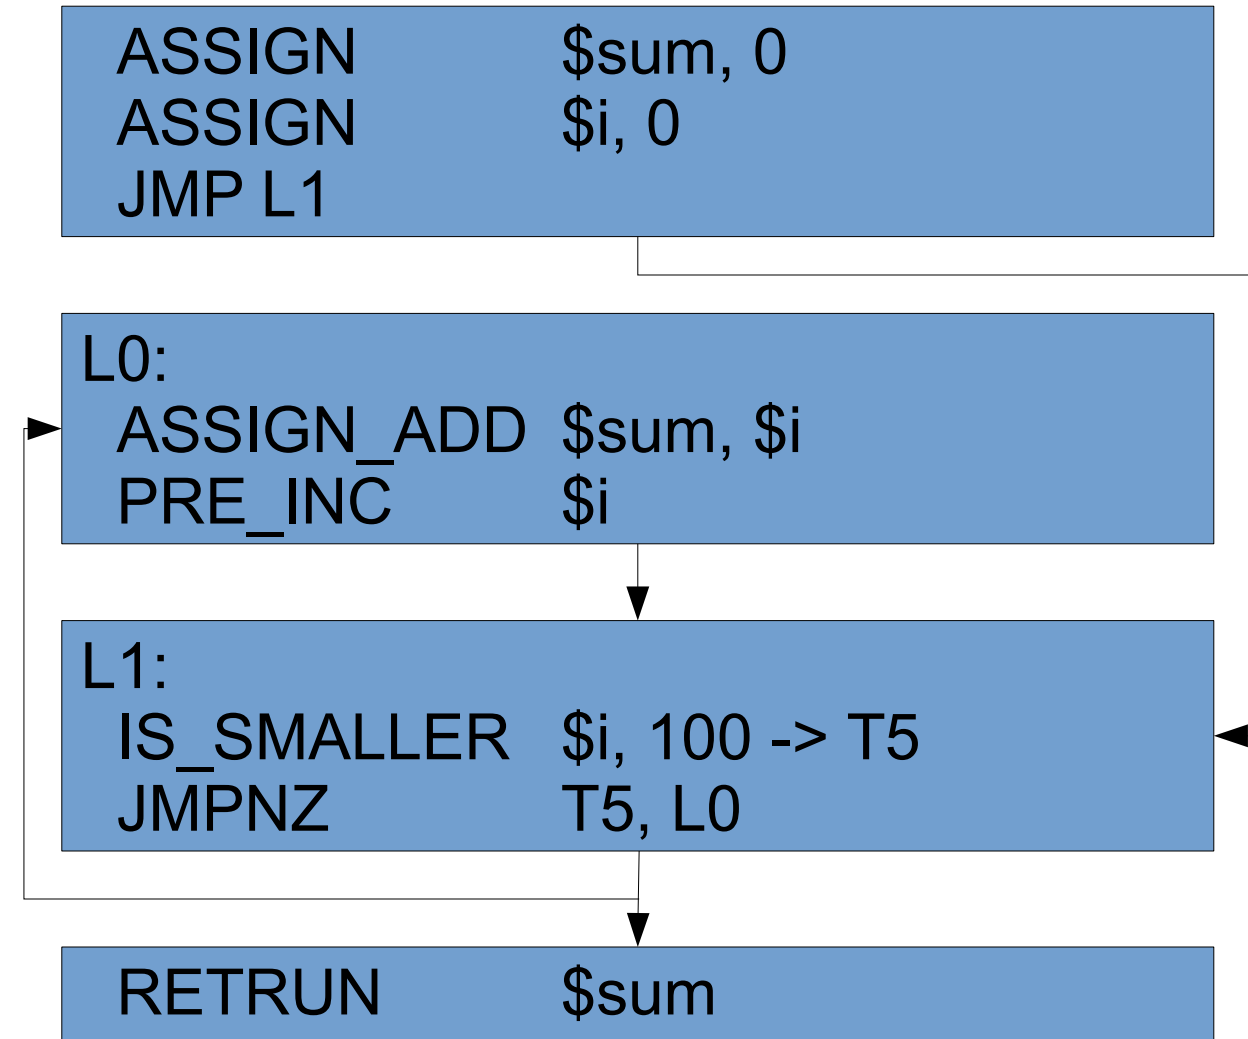 ASSIGN $sum, 0
ASSIGN $i, 0
JMP L1
L0:
ASSIGN_ADD $sum, $i
PRE_INC $i
L1:
IS_SMALLER $i, 100 -> T5
JMPNZ T5, L0
RETRUN $sum